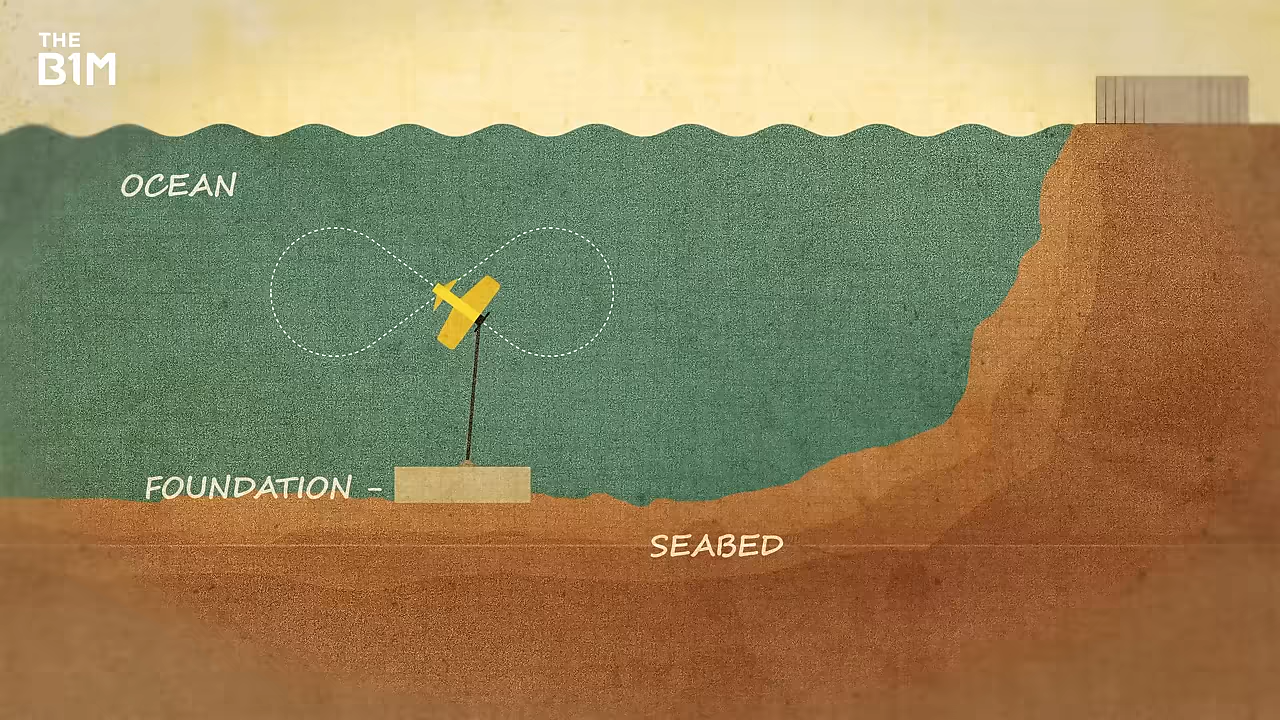 THE
B1M
OCEAN
FOUNDATION –
SEABED